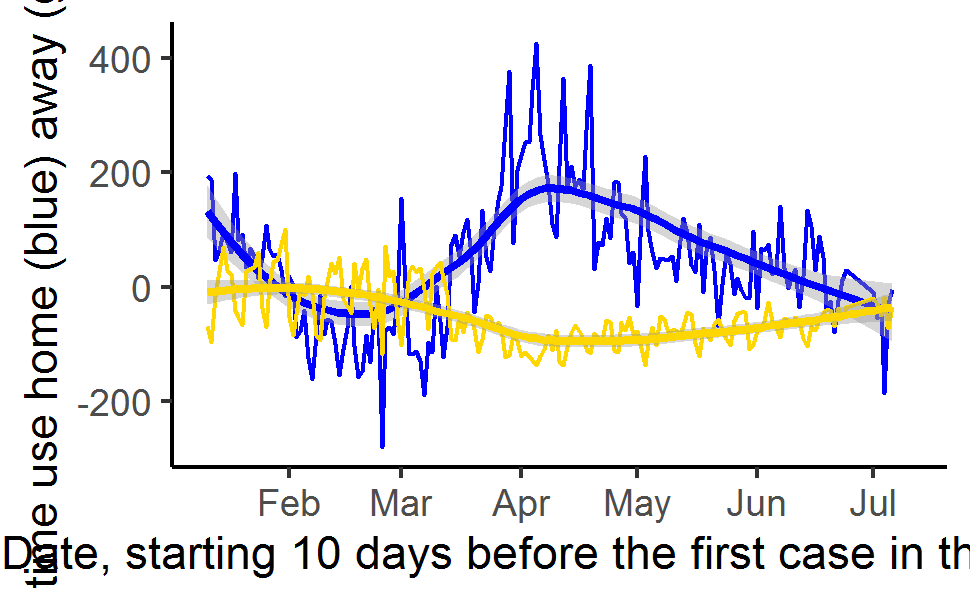 time use home (blue) away (
400
200
0
-200
Feb Mar Apr May Jun Jul
Date, starting 10 days before the first case in th